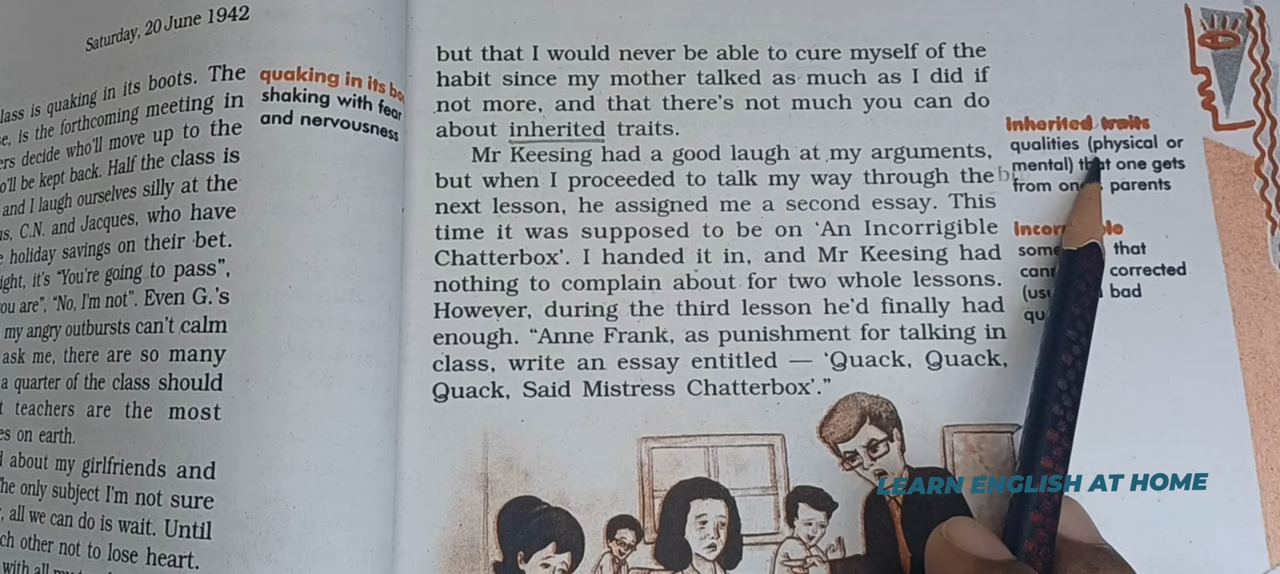 Saturday, 20 June 1942
lass is quaking in its boots. The
is the forthcoming meeting in
decide who'll move up to the
be kept back. Half the class is
and I laugh ourselves silly at the
C.N. and Jacques, who have
holiday savings on their bet.
it's "You're going to pass",
are", "No, I'm not". Even G.'s
my angry outbursts can't calm
ask me, there are so many
a quarter of the class should
teachers are the most
on earth.
about my girlfriends and
he only subject I'm not sure
all we can do is wait. Until
ch other not to lose heart.
with all
quaking in its bo
shaking with fear
and nervousness
but that I would never be able to cure myself of the
habit since my mother talked as much as I did if
not more, and that there's not much you can do
about inherited traits.
Mr Keesing had a good laugh at my arguments,
but when I proceeded to talk my way through the
next lesson, he assigned me a second essay. This
time it was supposed to be on 'An Incorrigible
Chatterbox'. I handed it in, and Mr Keesing had
nothing to complain about for two whole lessons.
However, during the third lesson he'd finally had
enough. "Anne Frank, as punishment for talking in
class, write an essay entitled — 'Quack, Quack,
Quack, Said Mistress Chatterbox'."
Inherited traits
qualities (physical or
mental) that one gets
from parents
Incor
some that
can corrected
bad
qu
LEARN ENGLISH AT HOME